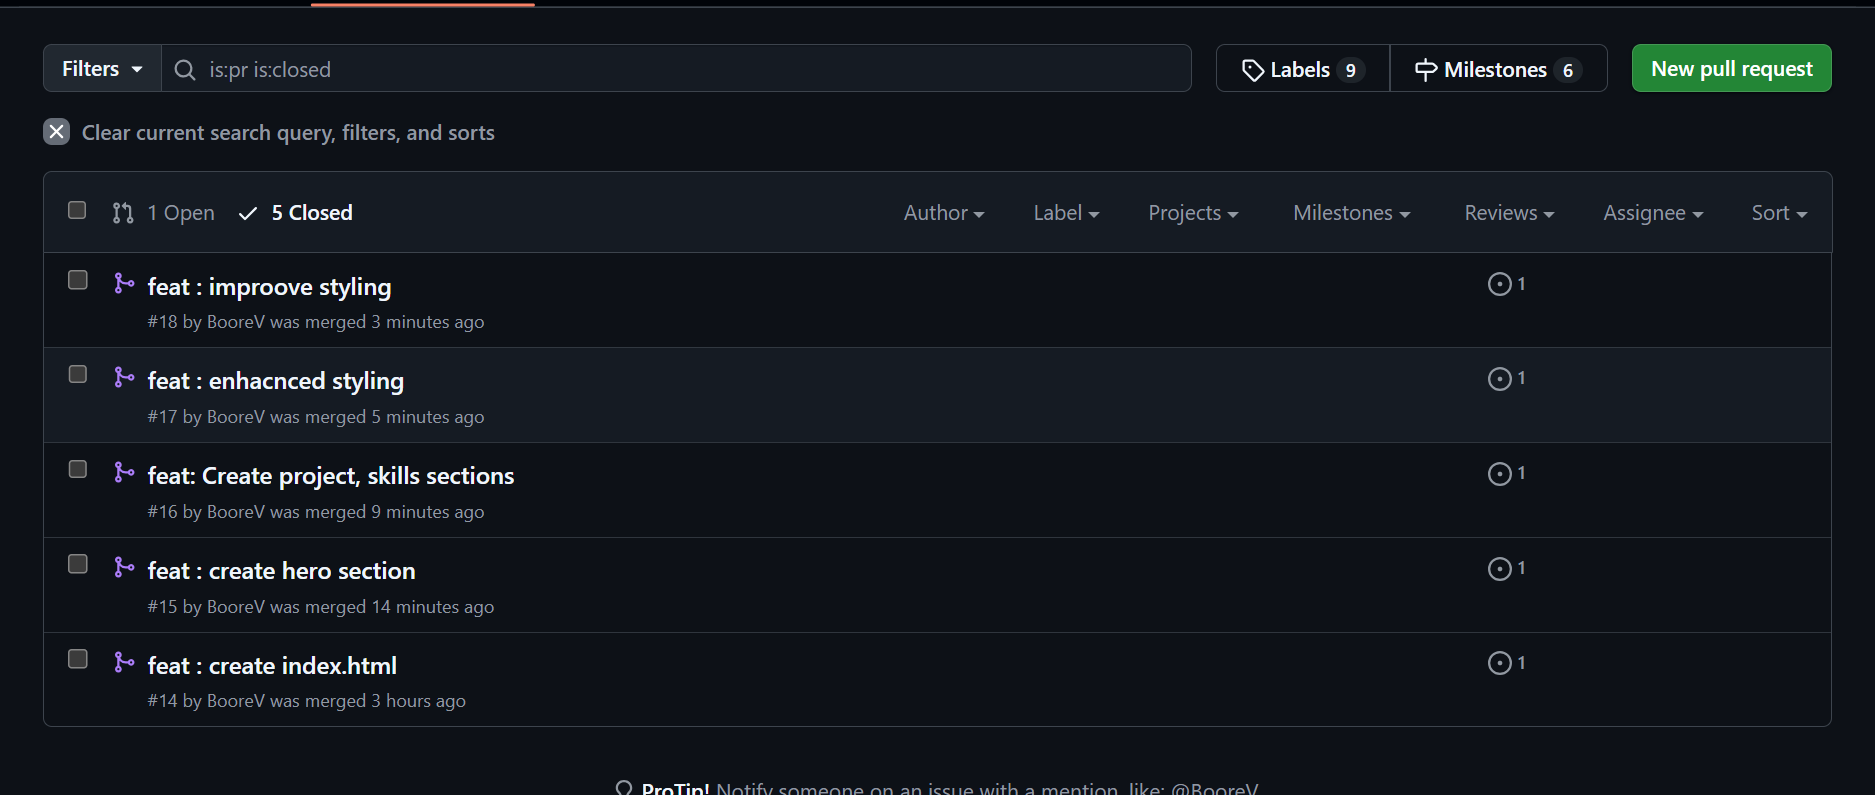 Filters is:pr is:closed Labels 9 Milestones 6 New pull request
Clear current search query, filters, and sorts
1 Open 5 Closed Author Label Projects Milestones Reviews Assignee Sort
feat : improove styling 1
#18 by BooreV was merged 3 minutes ago
feat : enhacnced styling 1
#17 by BooreV was merged 5 minutes ago
feat: Create project, skills sections 1
#16 by BooreV was merged 9 minutes ago
feat : create hero section 1
#15 by BooreV was merged 14 minutes ago
feat : create index.html 1
#14 by BooreV was merged 3 hours ago
ProTip! Notify someone on an issue with a mention, like: @BooreV.